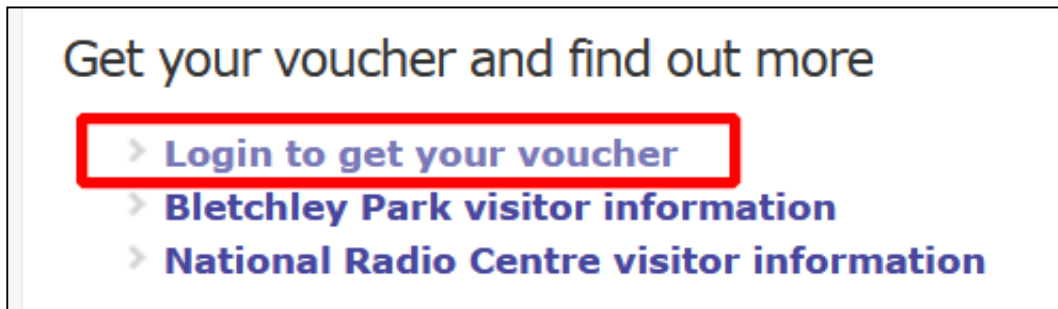 Get your voucher and find out more
Login to get your voucher
Bletchley Park visitor information
National Radio Centre visitor information